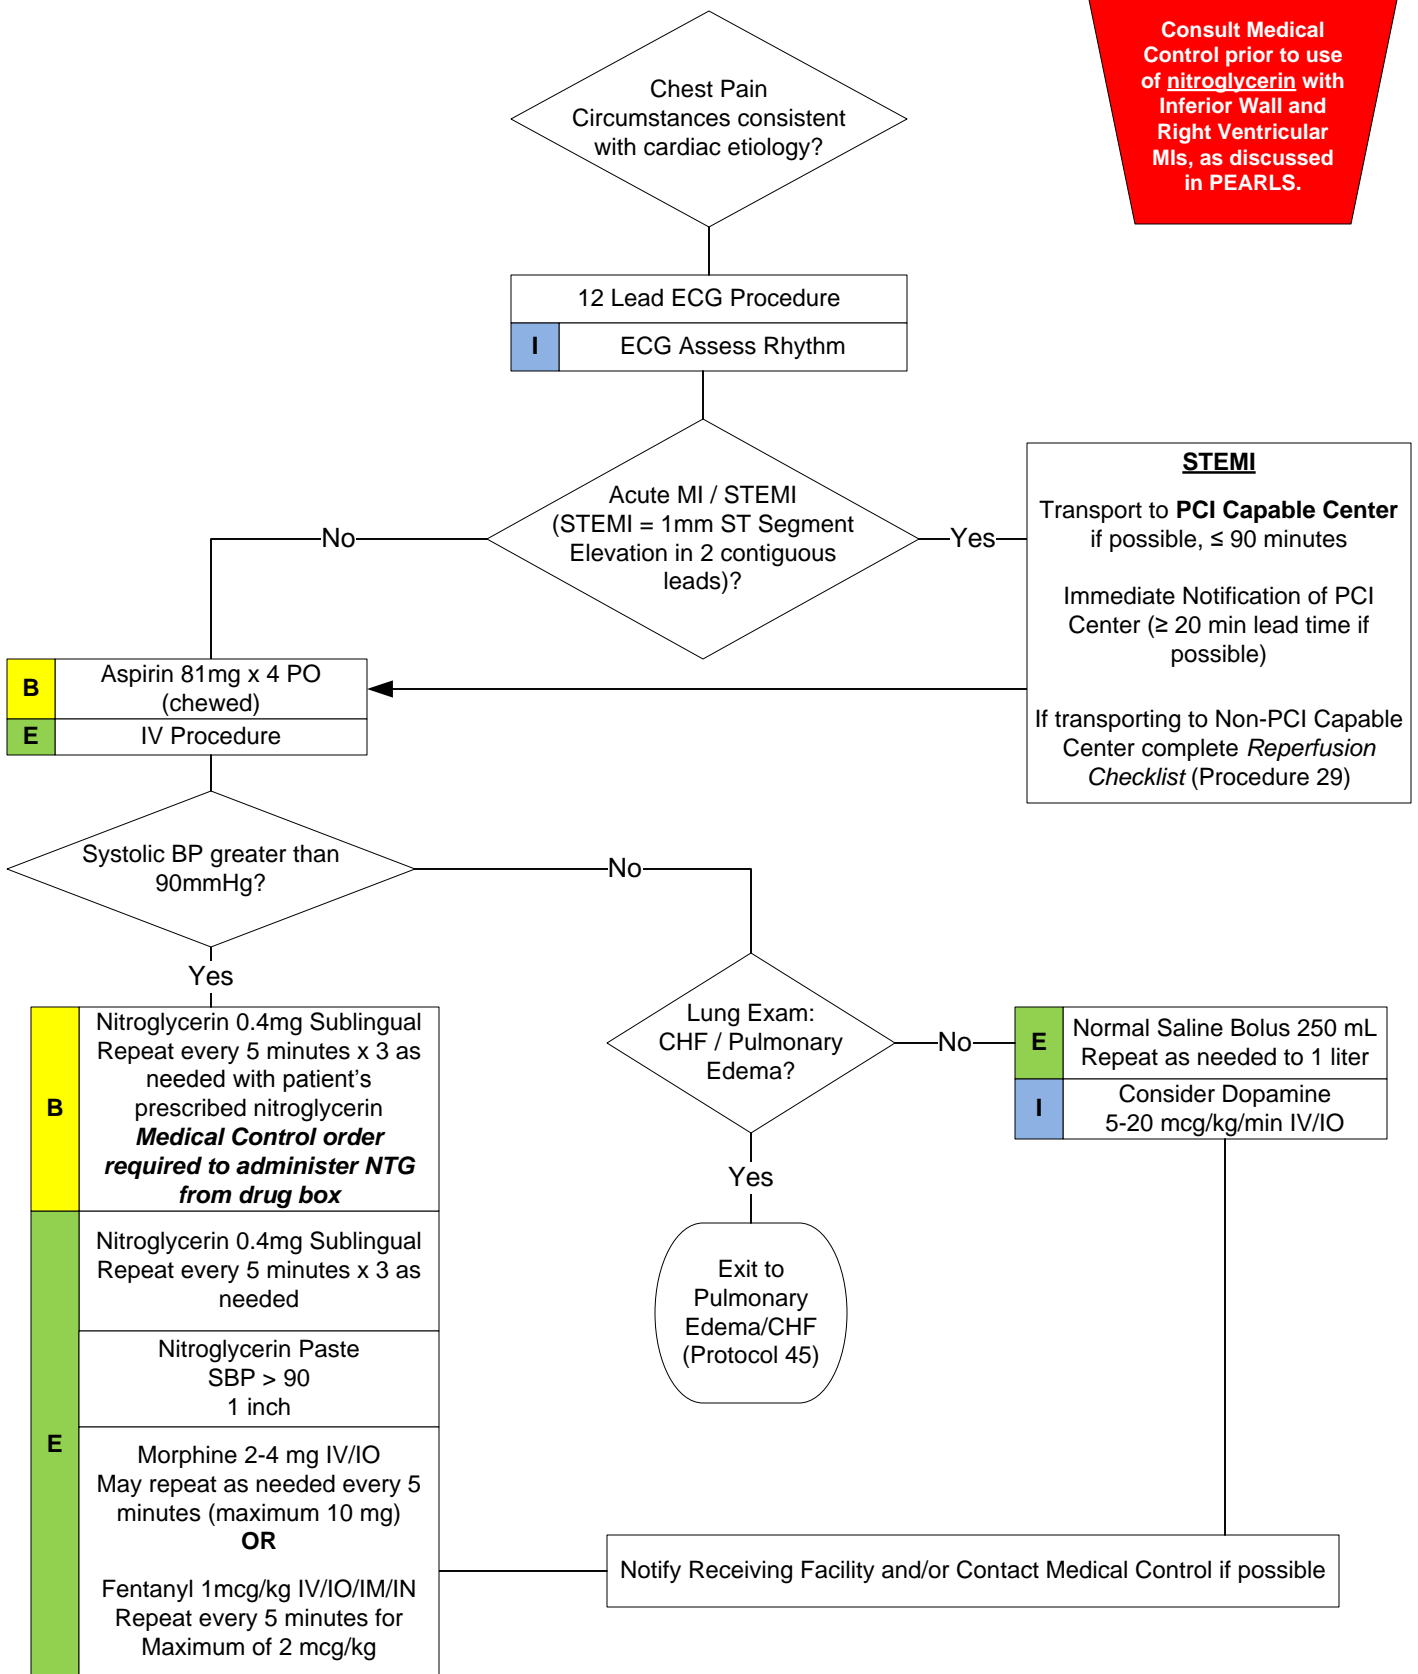 Consult Medical
Control prior to use
of nitroglycerin with
Inferior Wall and
Right Ventricular
MIs, as discussed
in PEARLS.
Chest Pain
Circumstances consistent
with cardiac etiology?
12 Lead ECG Procedure
I
ECG Assess Rhythm
Acute MI / STEMI
(STEMI = 1mm ST Segment
Elevation in 2 contiguous
leads)?
No
Yes
STEMI
Transport to PCI Capable Center
if possible, ≤ 90 minutes
Immediate Notification of PCI
Center (≥ 20 min lead time if
possible)
If transporting to Non-PCI Capable
Center complete Reperfusion
Checklist (Procedure 29)
B
Aspirin 81mg x 4 PO
(chewed)
E
IV Procedure
Systolic BP greater than
90mmHg?
No
Yes
B
Nitroglycerin 0.4mg Sublingual
Repeat every 5 minutes x 3 as
needed with patient's
prescribed nitroglycerin
Medical Control order
required to administer NTG
from drug box
E
Nitroglycerin 0.4mg Sublingual
Repeat every 5 minutes x 3 as
needed
Nitroglycerin Paste
SBP > 90
1 inch
Morphine 2-4 mg IV/IO
May repeat as needed every 5
minutes (maximum 10 mg)
OR
Fentanyl 1mcg/kg IV/IO/IM/IN
Repeat every 5 minutes for
Maximum of 2 mcg/kg
Lung Exam:
CHF / Pulmonary
Edema?
No
Yes
E
Normal Saline Bolus 250 mL
Repeat as needed to 1 liter
I
Consider Dopamine
5-20 mcg/kg/min IV/IO
Exit to
Pulmonary
Edema/CHF
(Protocol 45)
Notify Receiving Facility and/or Contact Medical Control if possible